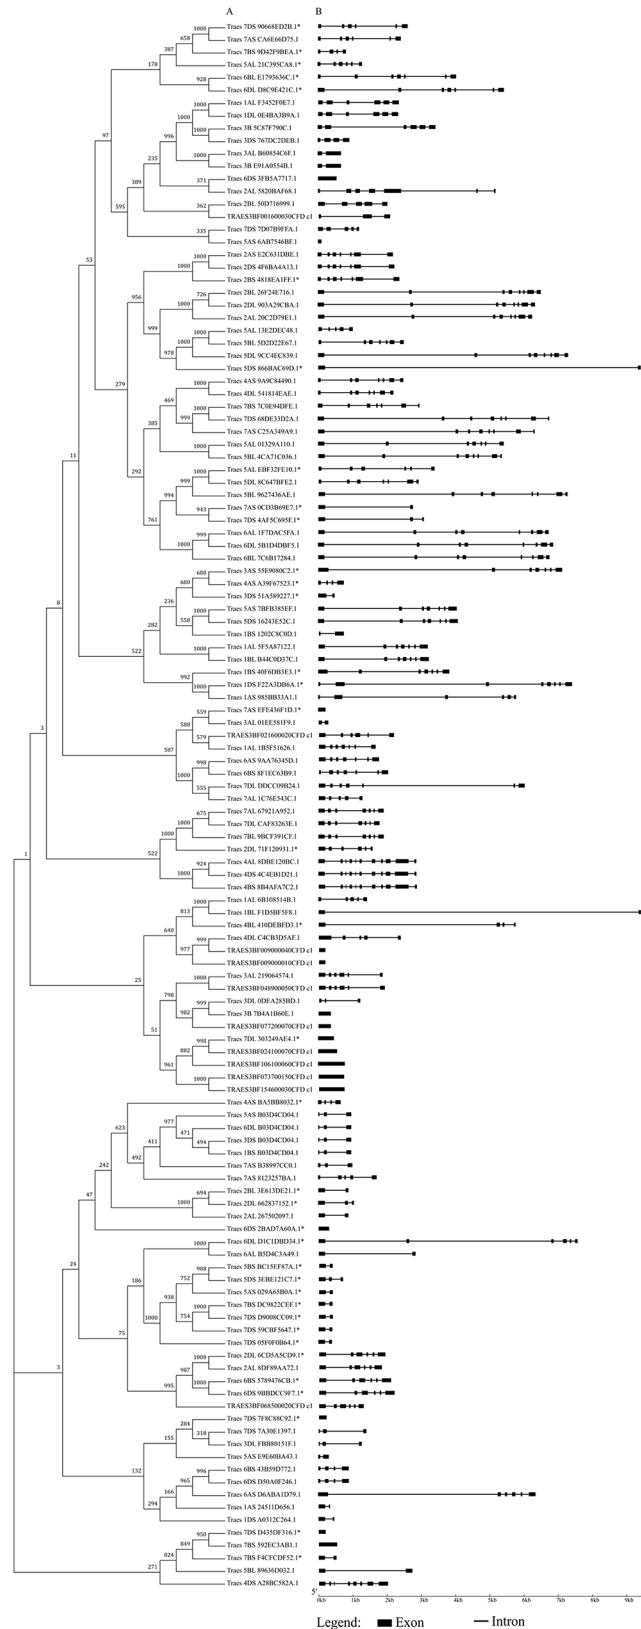 A B
Traes 7DS 90668ED2B.1*
Traes 7AS CA6E66D75.1
Traes 7BS 9D42F9BEA.1*
Traes 5AL 21C395CA8.1*
Traes 6BL E1793636C.1*
Traes 6DL D8C9E421C.1*
Traes 1AL F3452F0E7.1
Traes 1DL 0E4BA3B9A.1
Traes 3B 5C87F790C.1
Traes 3DS 767DC2DEB.1
Traes 3AL B60854C6F.1
Traes 3B E91A0554B.1
Traes 6DS 3FB5A7717.1
Traes 2AL 5820BAF68.1
Traes 2BL 50D716999.1
TRAES3BF001600030CFD c1
Traes 7DS 7D07B9FFA.1
Traes 5AS 6AB7546BF.1
Traes 2AS E2C631DBE.1
Traes 2DS 4F6BA4A13.1
Traes 2BS 4818EA1FF.1*
Traes 2BL 26F24E716.1
Traes 2DL 903A29CBA.1
Traes 2AL 20C2D79E1.1
Traes 5AL 13E2DEC48.1
Traes 5BL 5D2D22E67.1
Traes 5DL 9CC4EC839.1
Traes 5DS 866BAC69D.1*
Traes 4AS 9A9C84490.1
Traes 4DL 541814EAE.1
Traes 7BS 7C0E94DFE.1
Traes 7DS 68DE33D2A.1
Traes 7AS C25A349A9.1
Traes 5AL 01329A110.1
Traes 5BL 4CA71C036.1
Traes 5AL EBF32FE10.1*
Traes 5DL 8C647BFE2.1
Traes 5BL 9627436AE.1
Traes 7AS 0CD3B69E7.1*
Traes 7DS 4AF5C695F.1*
Traes 6AL 1F7DAC5FA.1
Traes 6DL 5B1D4DBF5.1
Traes 6BL 7C6B17284.1
Traes 3AS 55E9080C2.1*
Traes 4AS A39F67523.1*
Traes 3DS 51A589227.1*
Traes 5AS 7BFB385EF.1
Traes 5DS 16243E52C.1
Traes 1BS 1202C8C0D.1
Traes 1AL 5F5A87122.1
Traes 1BL B44C0D37C.1
Traes 1BS 40F6DB3E3.1*
Traes 1DS F22A3DB6A.1*
Traes 1AS 985BB33A1.1
Traes 7AS EFE436F1D.1*
Traes 3AL 01EE581F9.1
TRAES3BF021600020CFD c1
Traes 1AL 1B5F51626.1
Traes 6AS 9AA76345D.1
Traes 6BS 8F1EC63B9.1
Traes 7DL DDCC09B24.1
Traes 7AL 1C76E543C.1
Traes 7AL 67921A952.1
Traes 7DL CAF83263E.1
Traes 7BL 9BCF391CF.1
Traes 2DL 71F120931.1*
Traes 4AL 8DBE120BC.1
Traes 4DS 4C4EB1D21.1
Traes 4BS 8B4AFA7C2.1
Traes 1AL 6B108514B.1
Traes 1BL F1D5BF5F8.1
Traes 4BL 410DEBFD3.1*
Traes 4DL C4CB3D5AF.1
TRAES3BF009000040CFD c1
TRAES3BF009000010CFD c1
Traes 3AL 219064574.1
TRAES3BF048900050CFD c1
Traes 3DL 0DEA285BD.1
Traes 3B 7B4A1B60E.1
TRAES3BF077200070CFD c1
Traes 7DL 303249AE4.1*
TRAES3BF024100070CFD c1
TRAES3BF106100060CFD c1
TRAES3BF073700150CFD c1
TRAES3BF154600030CFD c1
Traes 4AS BA5BB8032.1*
Traes 5AS B03D4CD04.1
Traes 6DL B03D4CD04.1
Traes 3DS B03D4CD04.1
Traes 1BS B03D4CD04.1
Traes 7AS B38997CC0.1
Traes 7AS 8123257BA.1
Traes 2BL 3E613DE21.1*
Traes 2DL 662837152.1*
Traes 2AL 267502097.1
Traes 6DS 2BAD7A60A.1*
Traes 6DL D1C1DBD34.1*
Traes 6AL B5D4C3A49.1
Traes 5BS BC15EF87A.1*
Traes 5DS 3EBE121C7.1*
Traes 5AS 029A65B0A.1*
Traes 7BS DC9822CEF.1*
Traes 7DS D9008CC09.1*
Traes 7DS 59CBF5647.1*
Traes 7DS 05F0F0B64.1*
Traes 2DL 6CD5A5CD9.1*
Traes 2AL 8DF89AA72.1
Traes 6BS 5789476CB.1*
Traes 6DS 9BBDCC9F7.1*
TRAES3BF068500020CFD c1
Traes 7DS 7F8C88C92.1*
Traes 7DS 7A30E1397.1
Traes 3DL FBB80151F.1
Traes 5AS E9E60BA43.1
Traes 6BS 43B59D772.1
Traes 6DS D50A0F246.1
Traes 6AS D6ABA1D79.1
Traes 1AS 24511D656.1
Traes 1DS A0312C264.1
Traes 7DS D435DF316.1*
Traes 7BS 592EC3AB1.1
Traes 7BS F4CFCDF52.1*
Traes 5BL 89636D032.1
Traes 4DS A28BC582A.1
5'
0kb 1kb 2kb 3kb 4kb 5kb 6kb 7kb 8kb 9kb
Legend: Exon Intron